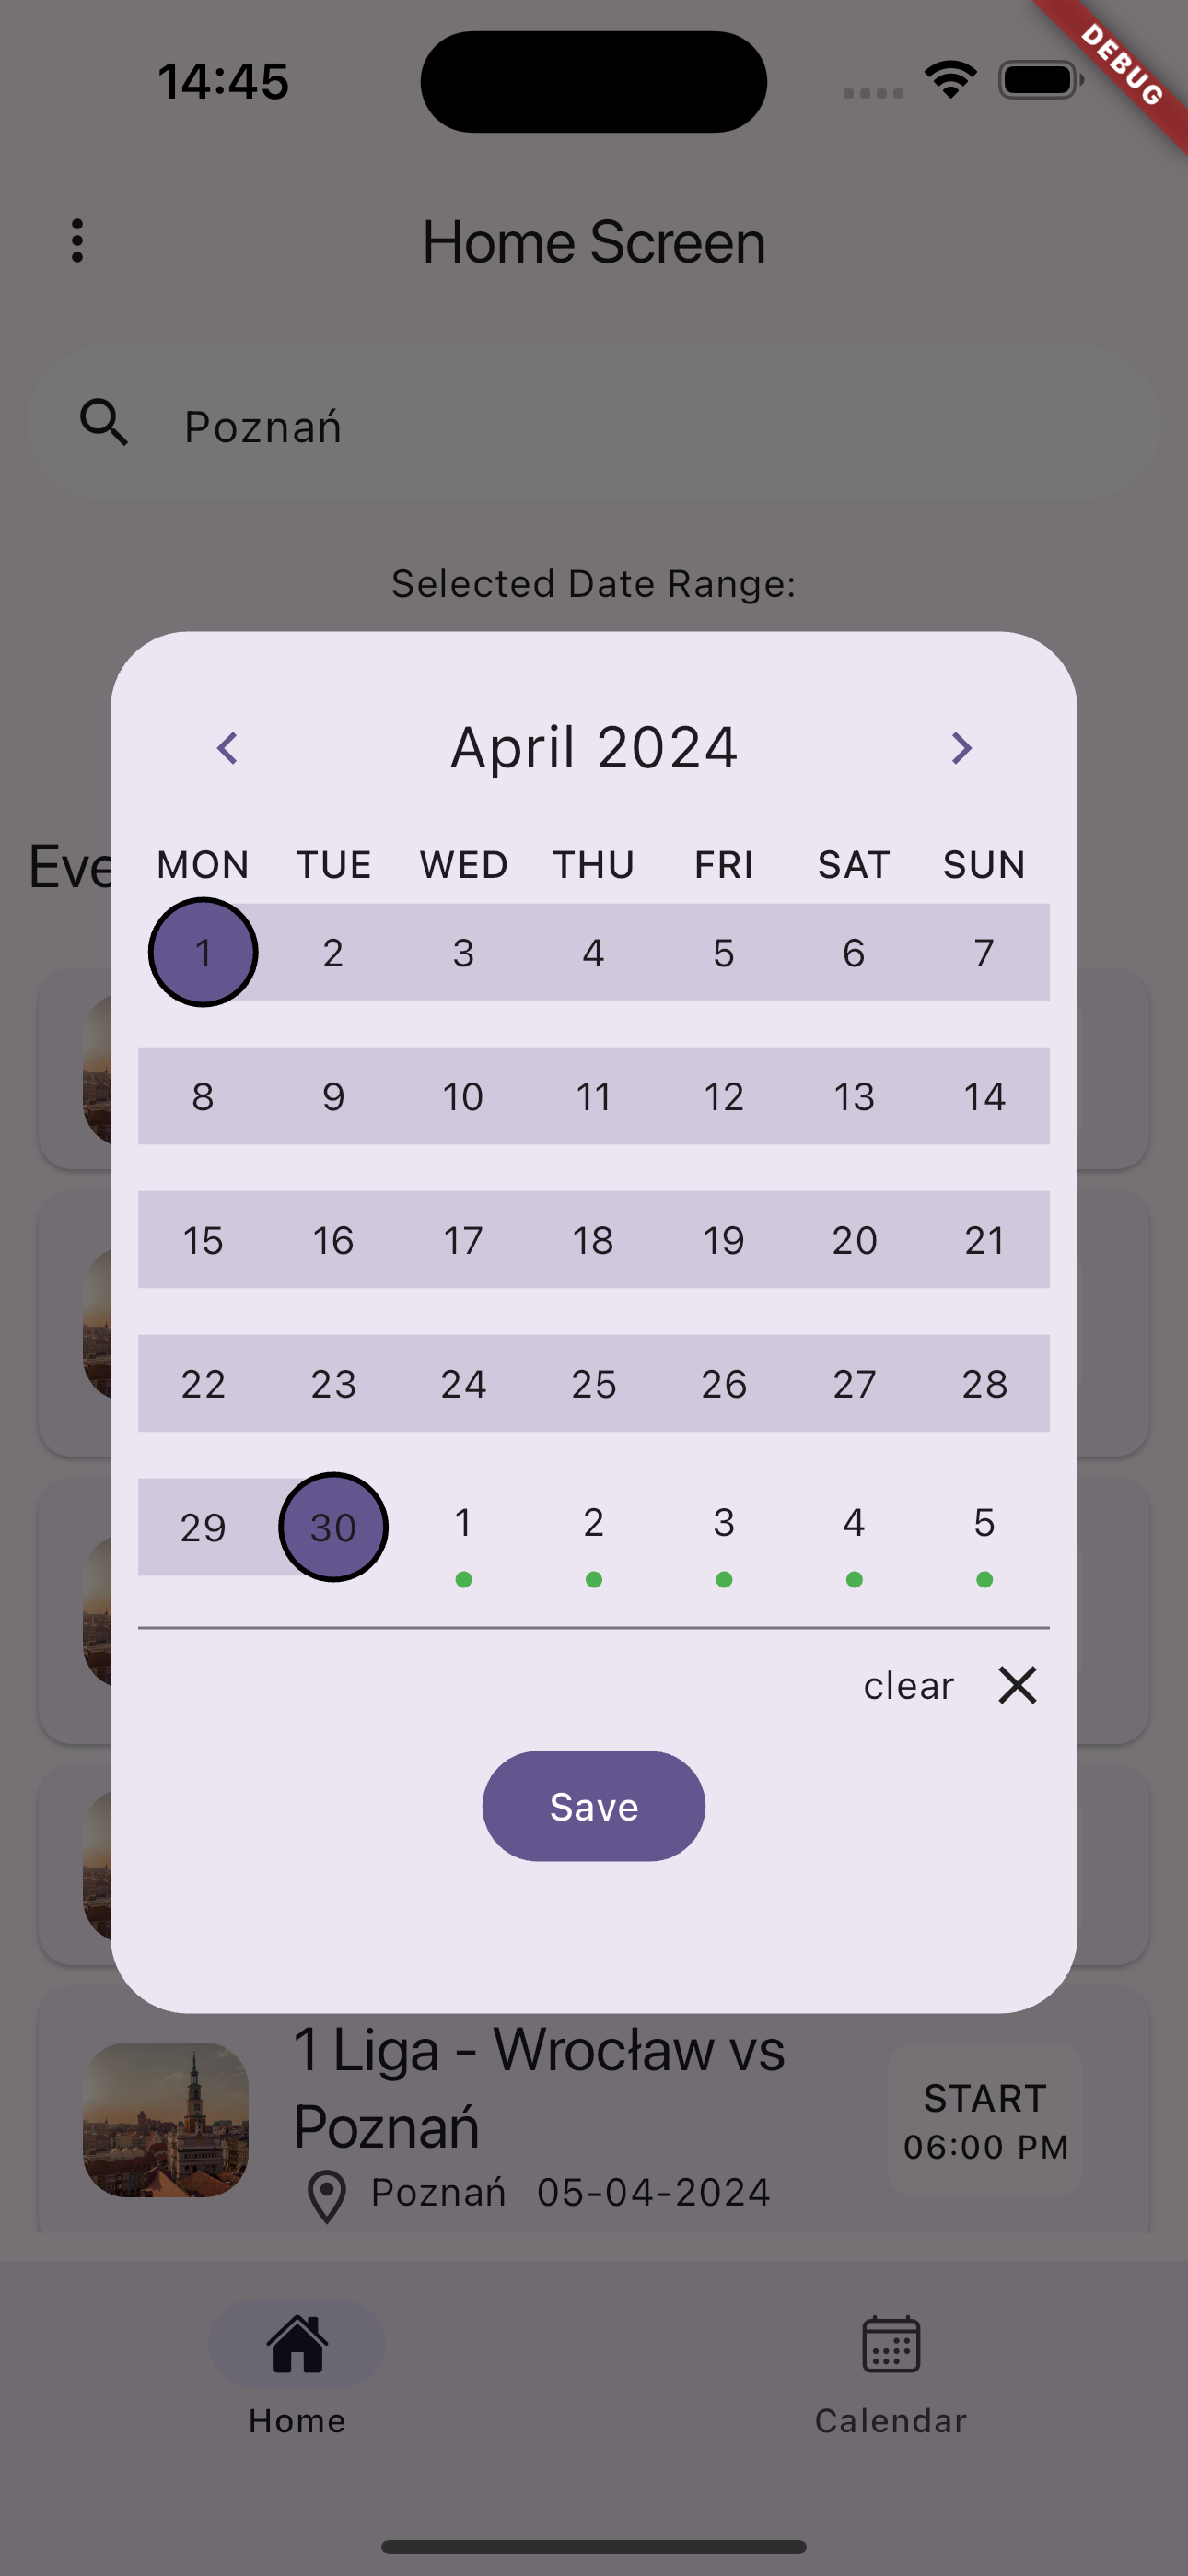 14:45
DEBUG
Home Screen
Poznań
Selected Date Range:
April 2024
Eve
MON TUE WED THU FRI SAT SUN
1 2 3 4 5 6 7
8 9 10 11 12 13 14
15 16 17 18 19 20 21
22 23 24 25 26 27 28
29 30 1 2 3 4 5
clear
Save
1 Liga - Wrocław vs
Poznań
START
06:00 PM
Poznań 05-04-2024
Home Calendar